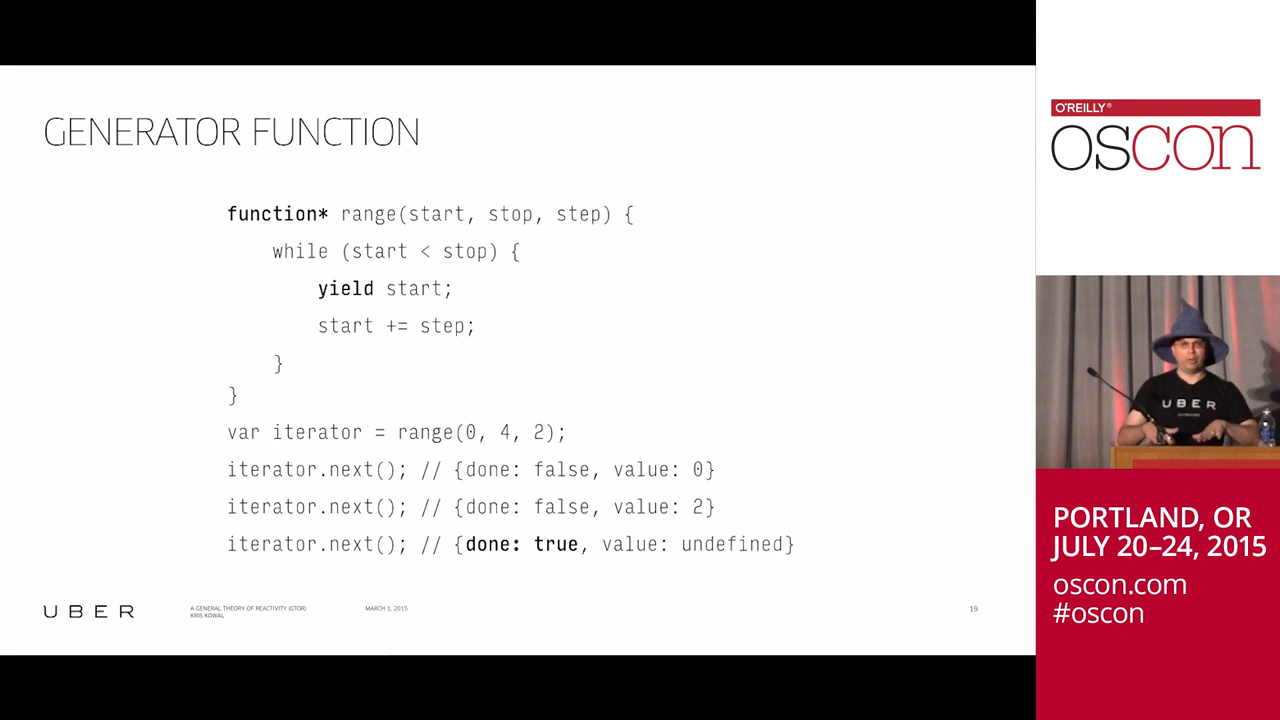 GENERATOR FUNCTION
function* range(start, stop, step) {
while (start < stop) {
yield start;
start += step;
}
}
var iterator = range(0, 4, 2);
iterator.next(); // {done: false, value: 0}
iterator.next(); // {done: false, value: 2}
iterator.next(); // {done: true, value: undefined}
UBER
A GENERAL THEORY OF REACTIVITY (GTOR)
KRIS KOWAL
MARCH 1, 2015
19
O'REILLY®
OSCON
UBER
PORTLAND, OR
JULY 20–24, 2015
oscon.com
#oscon